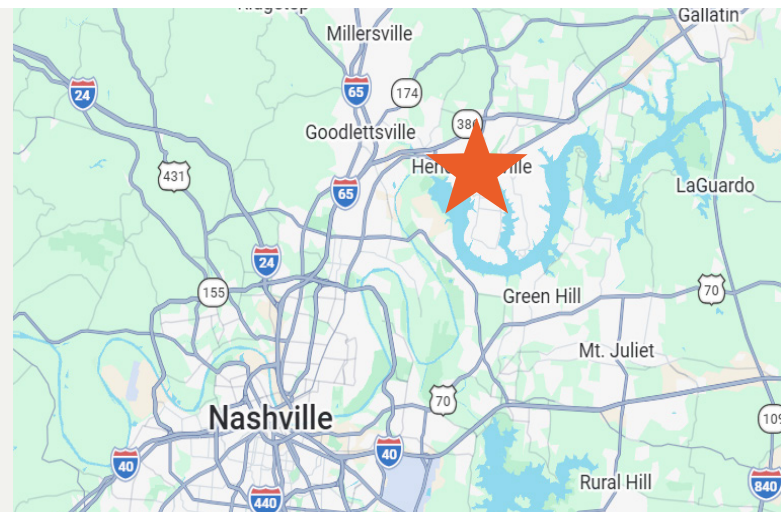 Gallatin
Millersville
24
65
174
Goodlettsville
386
431
LaGuardo
65
24
155
70
Green Hill
Mt. Juliet
70
Nashville
109
40
40
Rural Hill
840
440